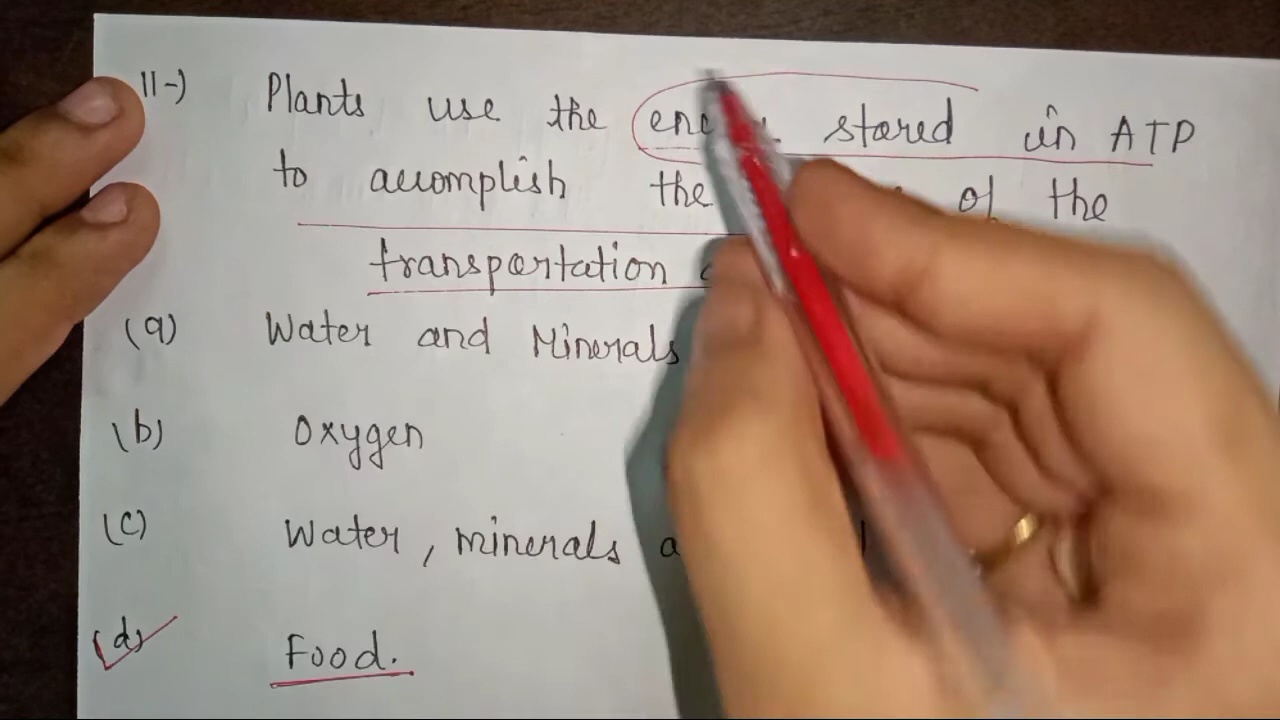 11-) Plants use the stored in ATP
to accomplish the of the
transportation
(a) Water and Minerals
(b) Oxygen
(c) Water, minerals
(d) Food.